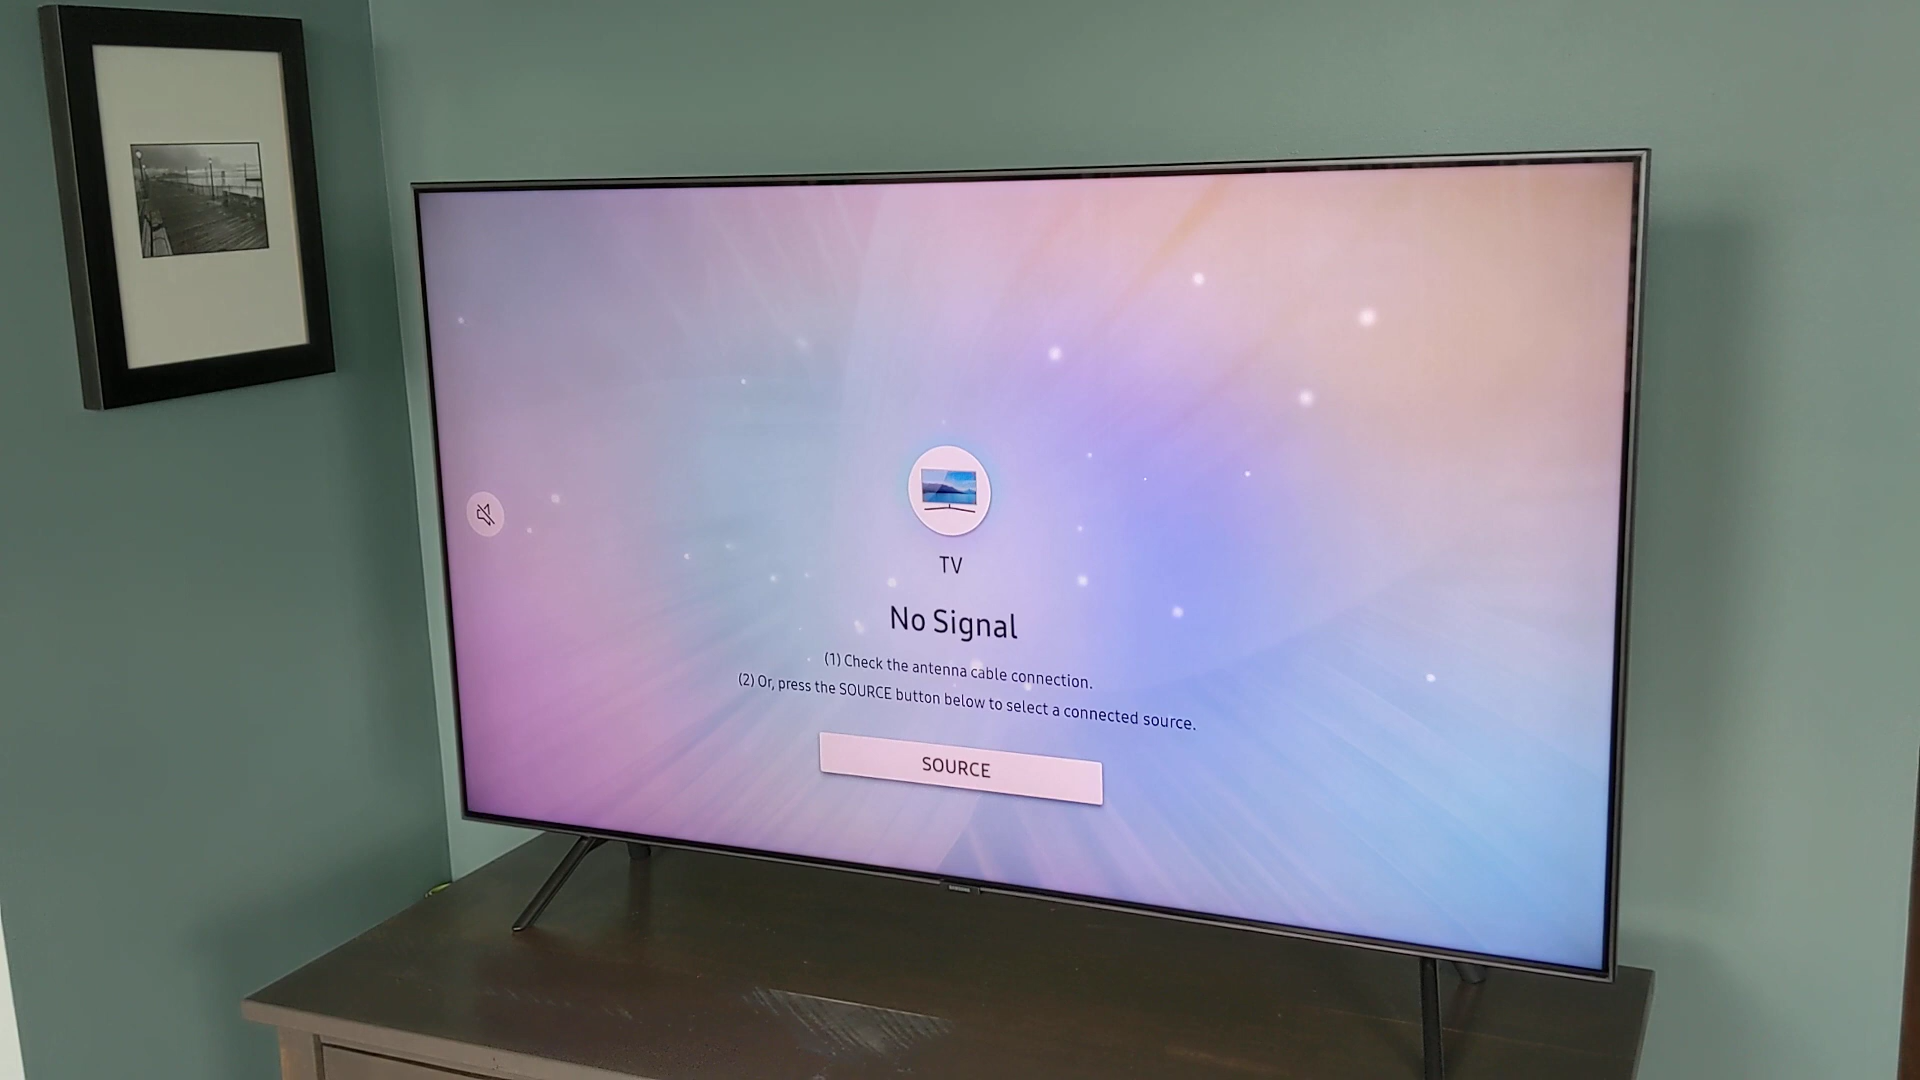 TV
No Signal
(1) Check the antenna cable connection.
(2) Or, press the SOURCE button below to select a connected source.
SOURCE
SAMSUNG